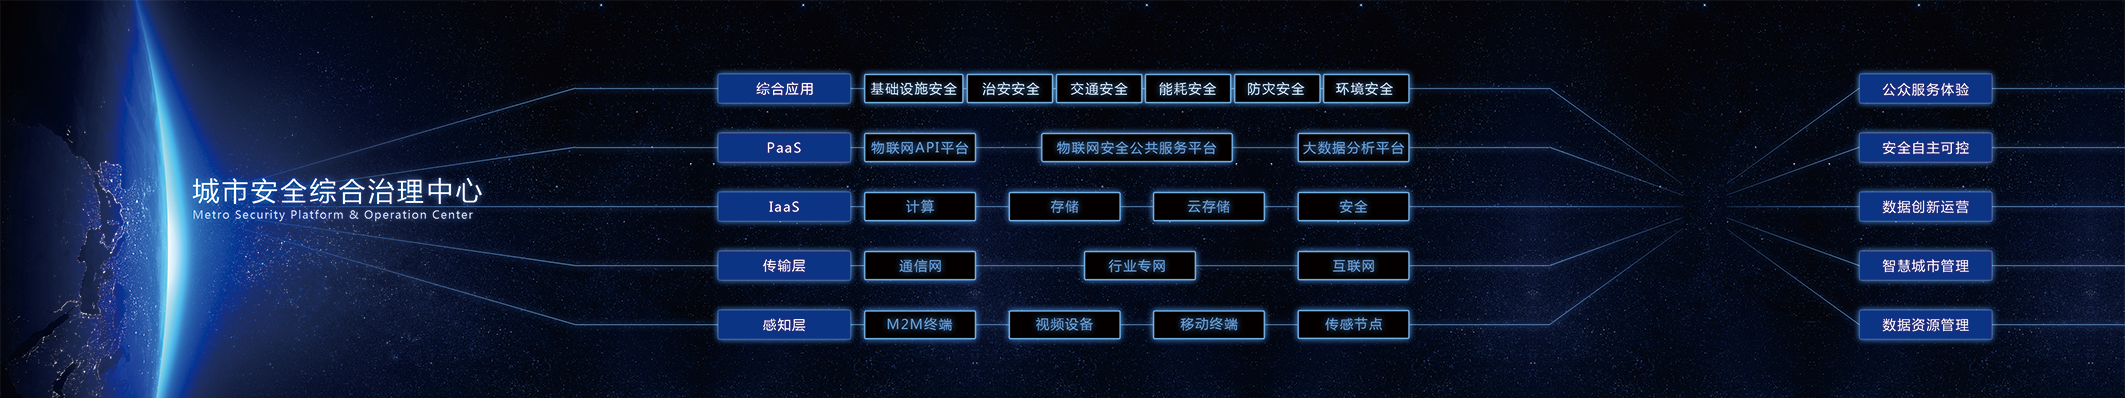 城市安全综合治理中心
Metro Security Platform & Operation Center
综合应用 基础设施安全 治安安全 交通安全 能耗安全 防灾安全 环境安全
PaaS 物联网API平台 物联网安全公共服务平台 大数据分析平台
IaaS 计算 存储 云存储 安全
传输层 通信网 行业专网 互联网
感知层 M2M终端 视频设备 移动终端 传感节点
公众服务体验
安全自主可控
数据创新运营
智慧城市管理
数据资源管理